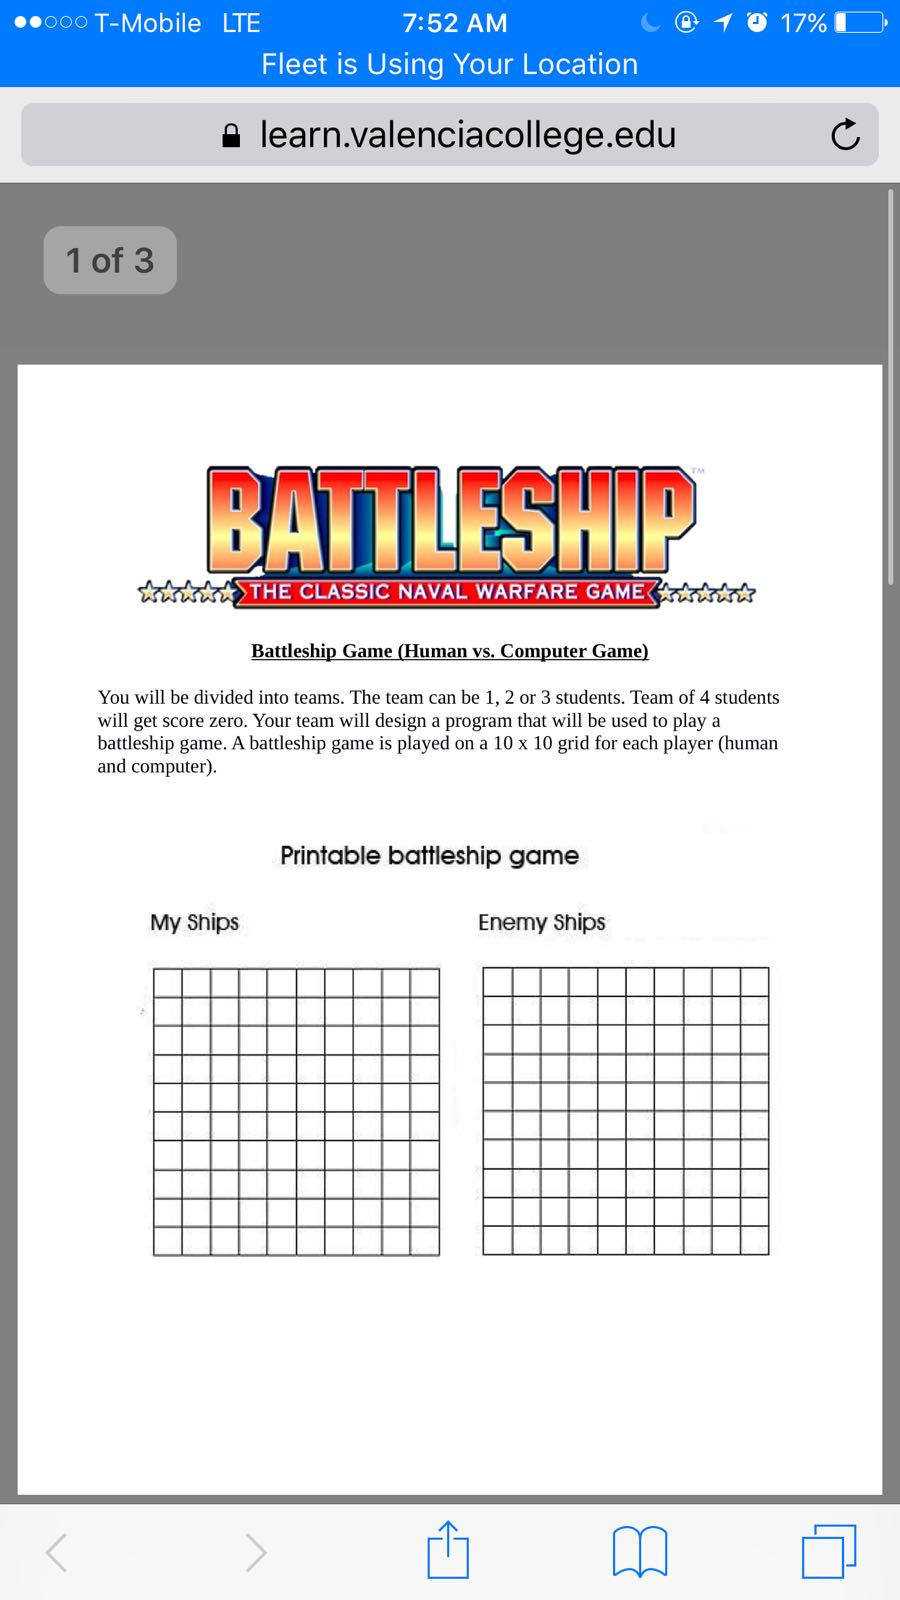 T-Mobile LTE 7:52 AM 17%
Fleet is Using Your Location
learn.valenciacollege.edu
1 of 3
BATTLESHIP TM
THE CLASSIC NAVAL WARFARE GAME
Battleship Game (Human vs. Computer Game)
You will be divided into teams. The team can be 1, 2 or 3 students. Team of 4 students
will get score zero. Your team will design a program that will be used to play a
battleship game. A battleship game is played on a 10 x 10 grid for each player (human
and computer).
Printable battleship game
My Ships Enemy Ships